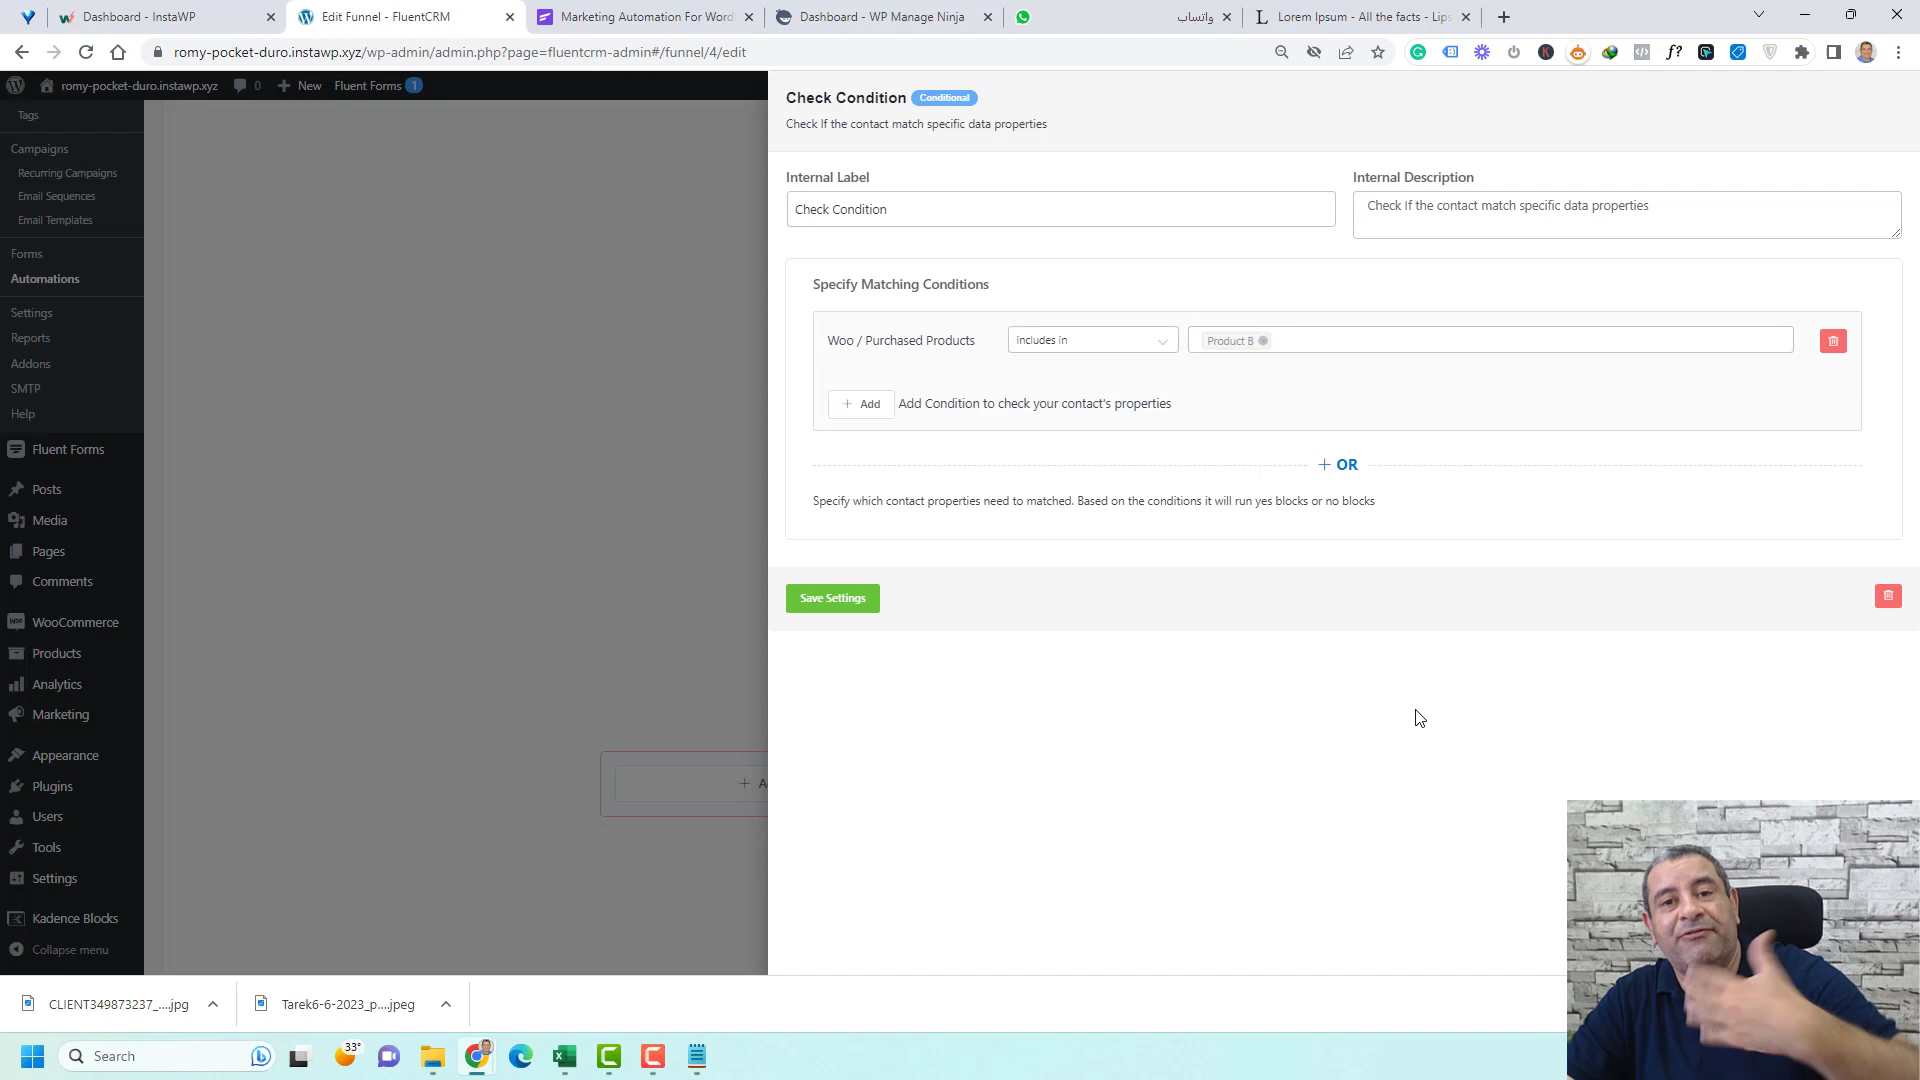 Dashboard - InstaWP
Edit Funnel - FluentCRM
Marketing Automation For Word
Dashboard - WP Manage Ninja
واتساب
Lorem Ipsum - All the facts - Lips
romy-pocket-duro.instawp.xyz/wp-admin/admin.php?page=fluentcrm-admin#/funnel/4/edit
romy-pocket-duro.instawp.xyz
0
New
Fluent Forms 1
Tags
Campaigns
Recurring Campaigns
Email Sequences
Email Templates
Forms
Automations
Settings
Reports
Addons
SMTP
Help
Fluent Forms
Posts
Media
Pages
Comments
WooCommerce
Products
Analytics
Marketing
Appearance
Plugins
Users
Tools
Settings
Kadence Blocks
Collapse menu
Check Condition Conditional
Check If the contact match specific data properties
Internal Label
Check Condition
Internal Description
Check If the contact match specific data properties
Specify Matching Conditions
Woo / Purchased Products
includes in
Product B
+ Add
Add Condition to check your contact's properties
+ OR
Specify which contact properties need to matched. Based on the conditions it will run yes blocks or no blocks
Save Settings
+ A
CLIENT349873237_....jpg
Tarek6-6-2023_p....jpeg
Search
33°